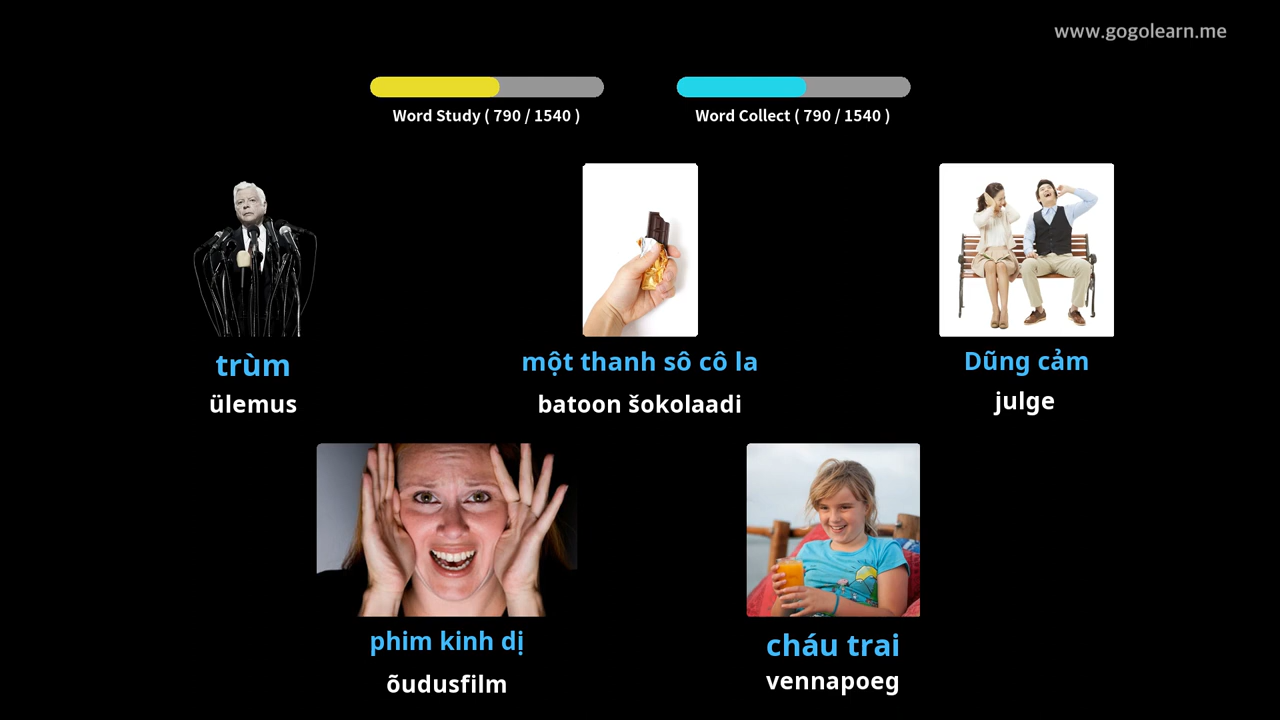 www.gogolearn.me
Word Study ( 790 / 1540 )
Word Collect ( 790 / 1540 )
trùm
ülemus
một thanh sô cô la
batoon šokolaadi
Dũng cảm
julge
phim kinh dị
õudusfilm
cháu trai
vennapoeg